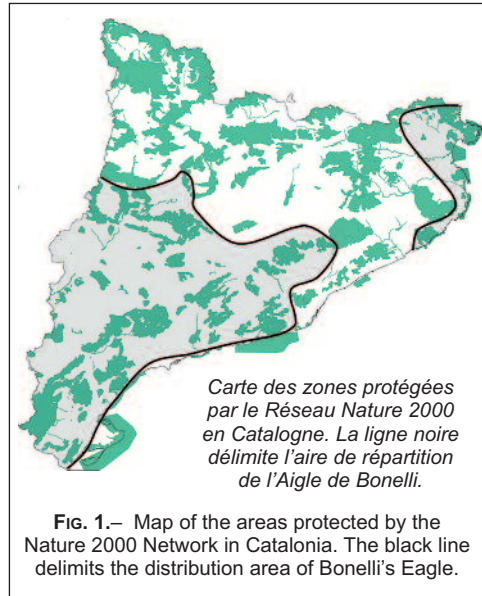 Carte des zones protégées
par le Réseau Nature 2000
en Catalogne. La ligne noire
délimite l'aire de répartition
de l'Aigle de Bonelli.
FIG. 1.– Map of the areas protected by the
Nature 2000 Network in Catalonia. The black line
delimits the distribution area of Bonelli's Eagle.